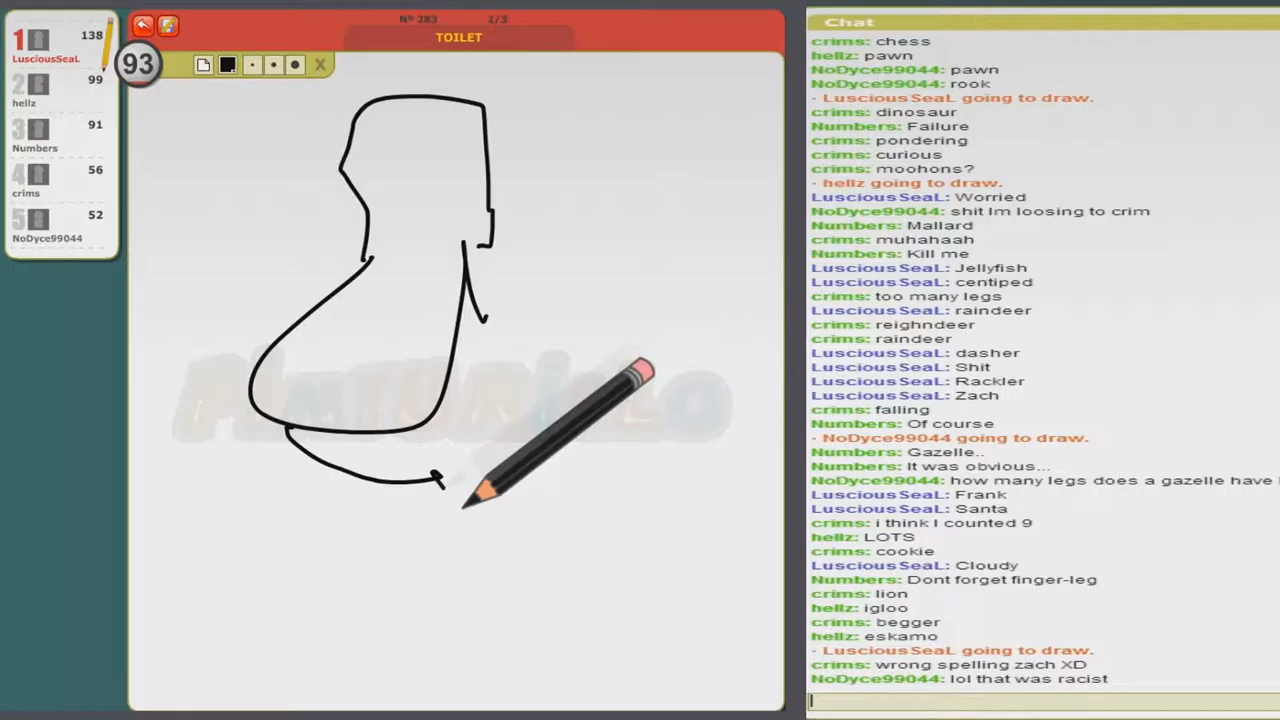 1 138
LusciousSeaL
2 99
hellz
3 91
Numbers
4 56
crims
5 52
NoDyce99044
93
Nº 283 2/3
TOILET
Chat
crims: chess
hellz: pawn
NoDyce99044: pawn
NoDyce99044: rook
- LusciousSeaL going to draw.
crims: dinosaur
Numbers: Failure
crims: pondering
crims: curious
crims: moohons?
- hellz going to draw.
LusciousSeaL: Worried
NoDyce99044: shit Im loosing to crim
Numbers: Mallard
crims: muhahaah
Numbers: Kill me
LusciousSeaL: Jellyfish
LusciousSeaL: centiped
crims: too many legs
LusciousSeaL: raindeer
crims: reighndeer
crims: raindeer
LusciousSeaL: dasher
LusciousSeaL: Shit
LusciousSeaL: Rackler
LusciousSeaL: Zach
crims: falling
Numbers: Of course
- NoDyce99044 going to draw.
Numbers: Gazelle..
Numbers: It was obvious...
NoDyce99044: how many legs does a gazelle have
LusciousSeaL: Frank
LusciousSeaL: Santa
crims: i think I counted 9
hellz: LOTS
crims: cookie
LusciousSeaL: Cloudy
Numbers: Dont forget finger-leg
crims: lion
hellz: igloo
crims: begger
hellz: eskamo
- LusciousSeaL going to draw.
crims: wrong spelling zach XD
NoDyce99044: lol that was racist